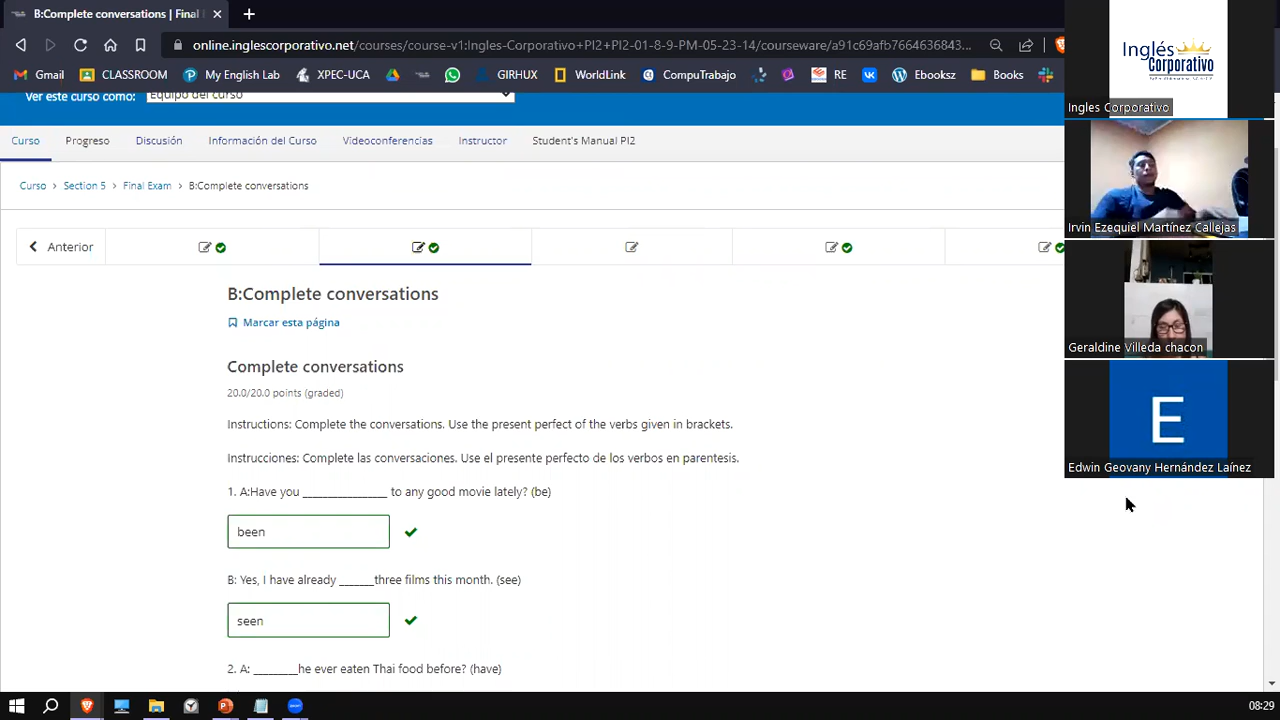 B:Complete conversations | Final
online.inglescorporativo.net/courses/course-v1:Ingles-Corporativo+PI2+PI2-01-8-9-PM-05-23-14/courseware/a91c69afb7664636843...
Gmail CLASSROOM My English Lab XPEC-UCA GIRHUX WorldLink CompuTrabajo RE Ebooksz Books
Ver este curso como: Equipo del curso
Curso Progreso Discusión Información del Curso Videoconferencias Instructor Student's Manual PI2
Curso > Section 5 > Final Exam > B:Complete conversations
Anterior
B:Complete conversations
Marcar esta página
Complete conversations
20.0/20.0 points (graded)
Instructions: Complete the conversations. Use the present perfect of the verbs given in brackets.
Instrucciones: Complete las conversaciones. Use el presente perfecto de los verbos en parentesis.
1. A:Have you ________________ to any good movie lately? (be)
been
B: Yes, I have already _______three films this month. (see)
seen
2. A: _________he ever eaten Thai food before? (have)
Inglés
Corporativo
Ingles Corporativo
Irvin Ezequiel Martínez Callejas
Geraldine Villeda chacon
E
Edwin Geovany Hernández Laínez
08:29